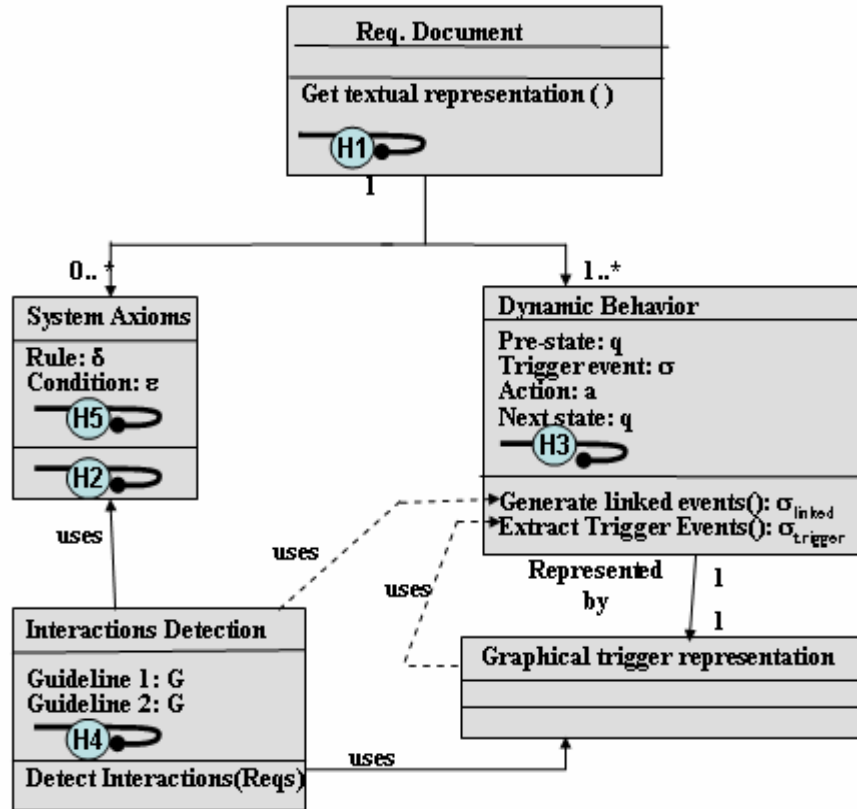 Req. Document
Get textual representation ( )
H1
1
0.. *
1..*
System Axioms
Rule: δ
Condition: ε
H5
H2
Dynamic Behavior
Pre-state: q
Trigger event: σ
Action: a
Next state: q
H3
Generate linked events(): σlinked
Extract Trigger Events(): σtrigger
uses
uses
uses
Represented
by
1
1
Interactions Detection
Guideline 1: G
Guideline 2: G
H4
Detect Interactions(Reqs)
uses
Graphical trigger representation